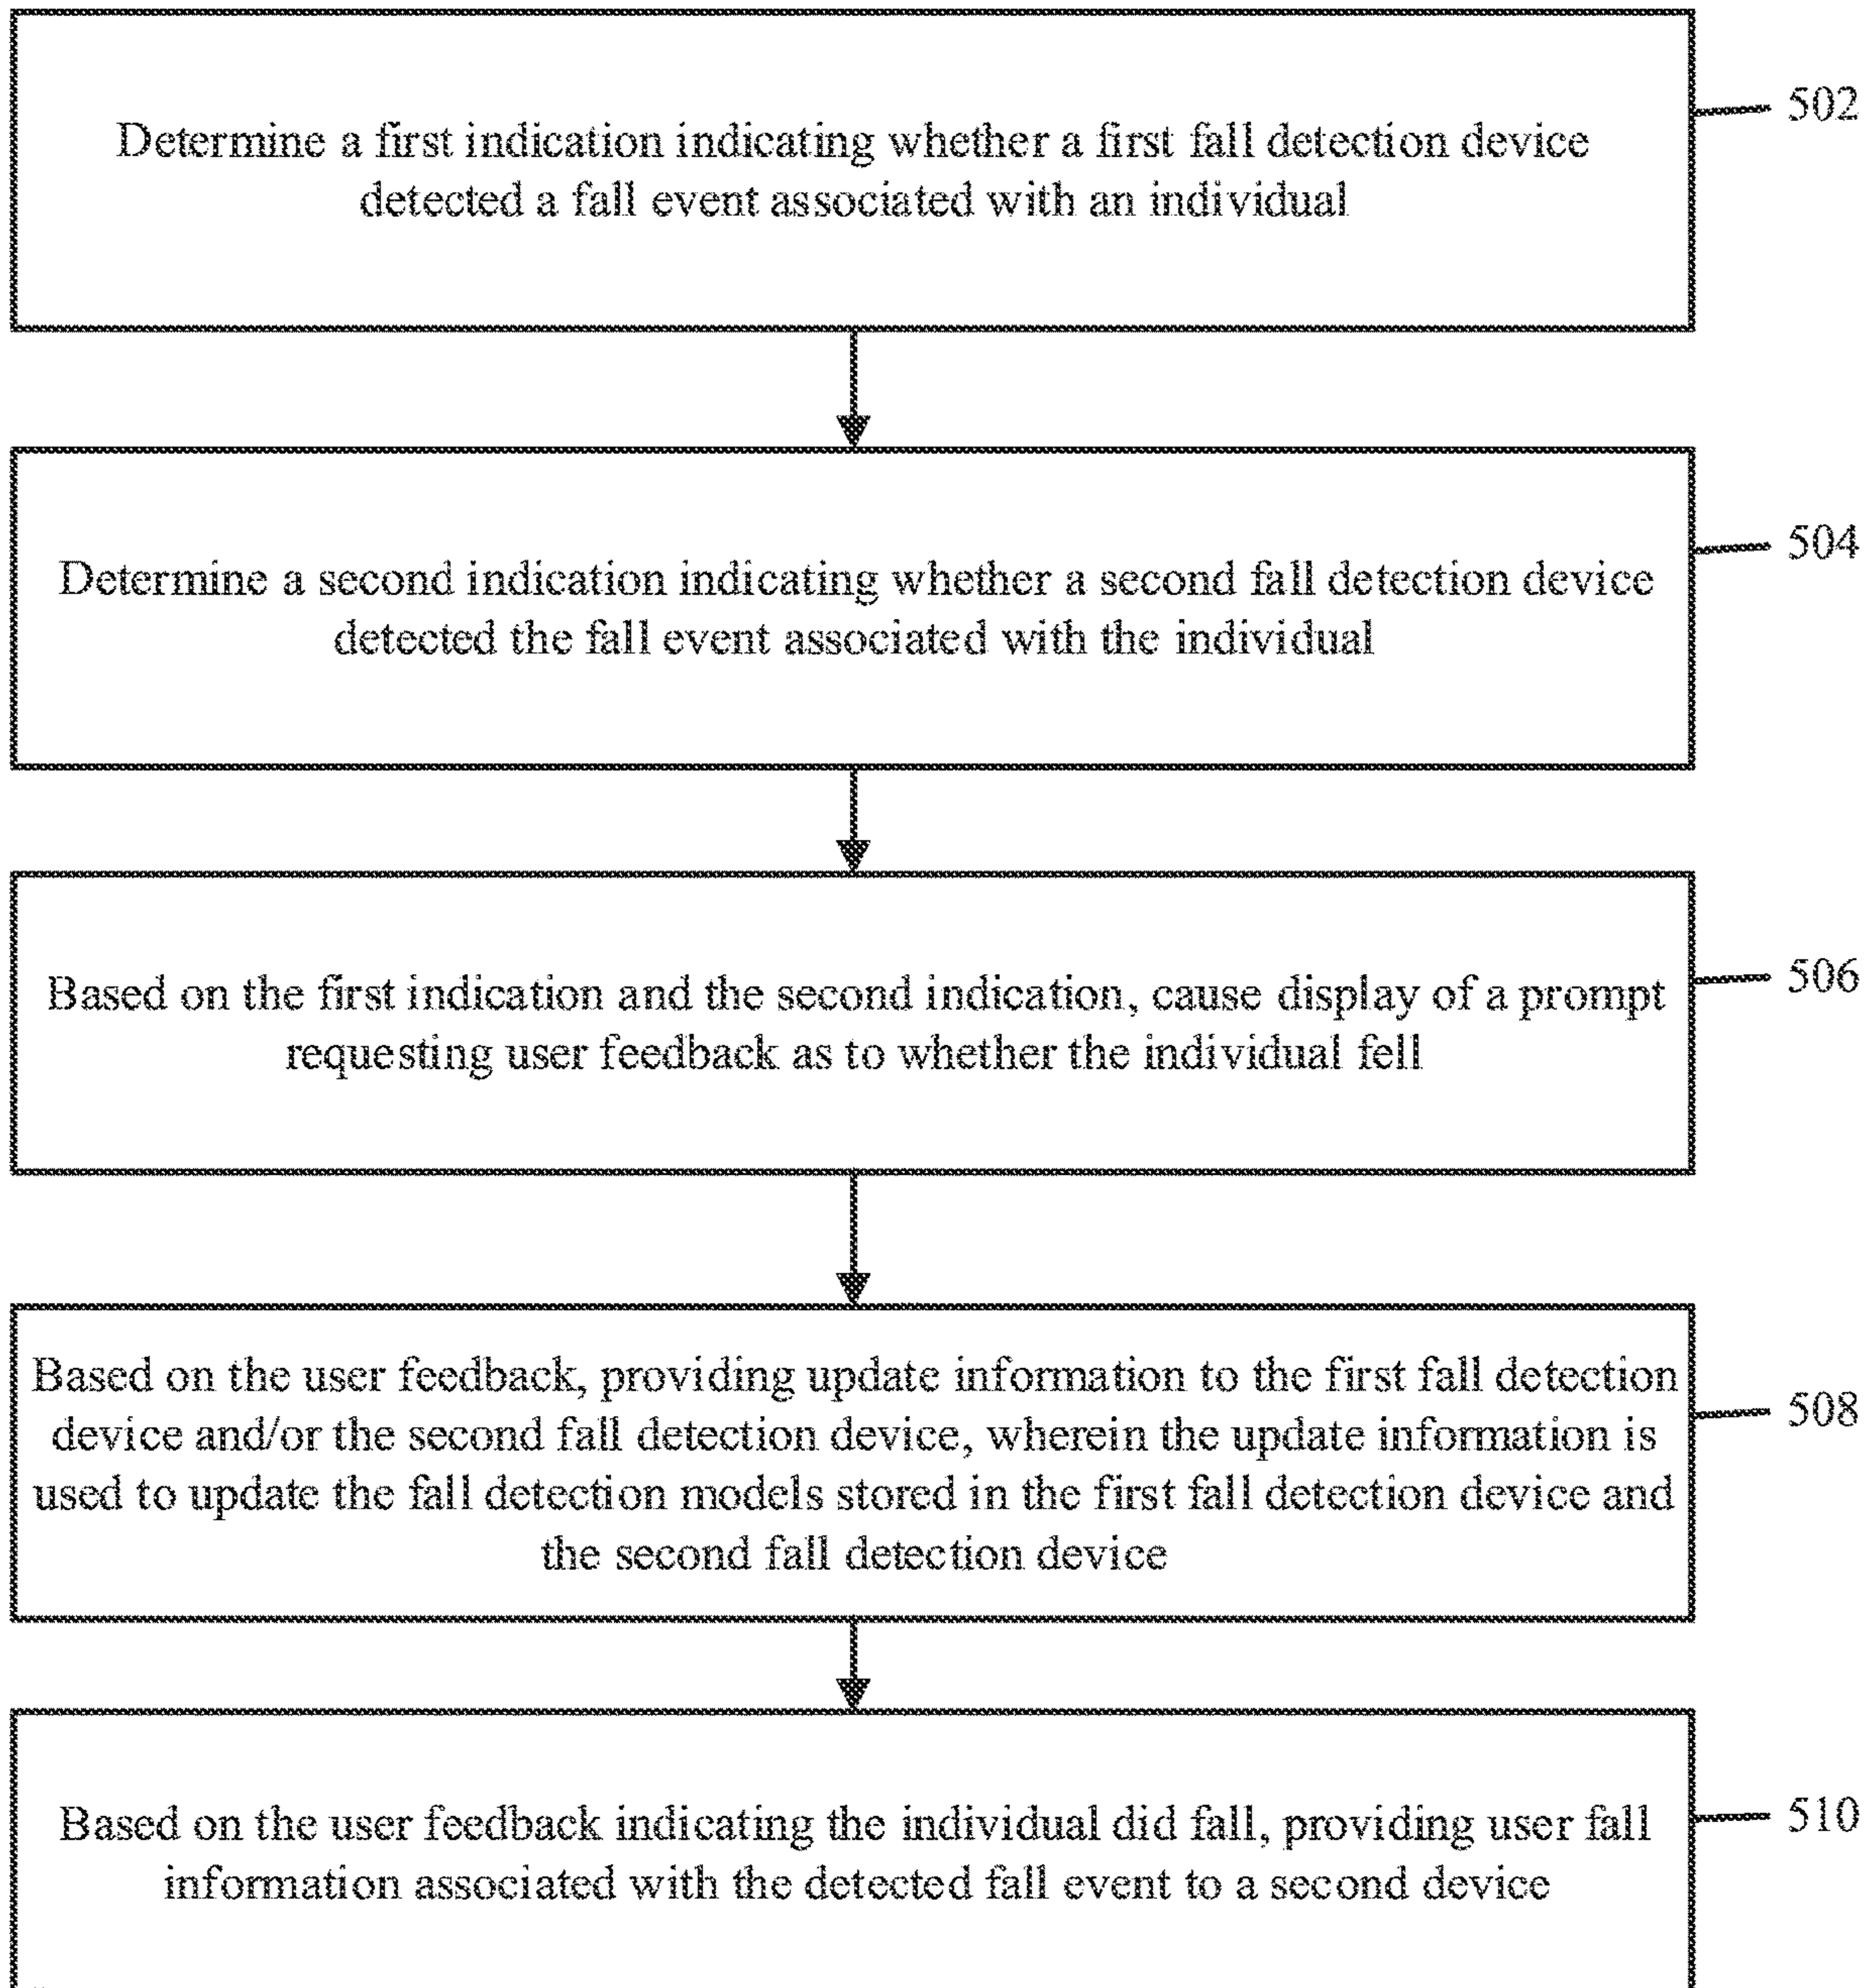 Determine a first indication indicating whether a first fall detection device
detected a fall event associated with an individual
502
Determine a second indication indicating whether a second fall detection device
detected the fall event associated with the individual
504
Based on the first indication and the second indication, cause display of a prompt
requesting user feedback as to whether the individual fell
506
Based on the user feedback, providing update information to the first fall detection
device and/or the second fall detection device, wherein the update information is
used to update the fall detection models stored in the first fall detection device and
the second fall detection device
508
Based on the user feedback indicating the individual did fall, providing user fall
information associated with the detected fall event to a second device
510